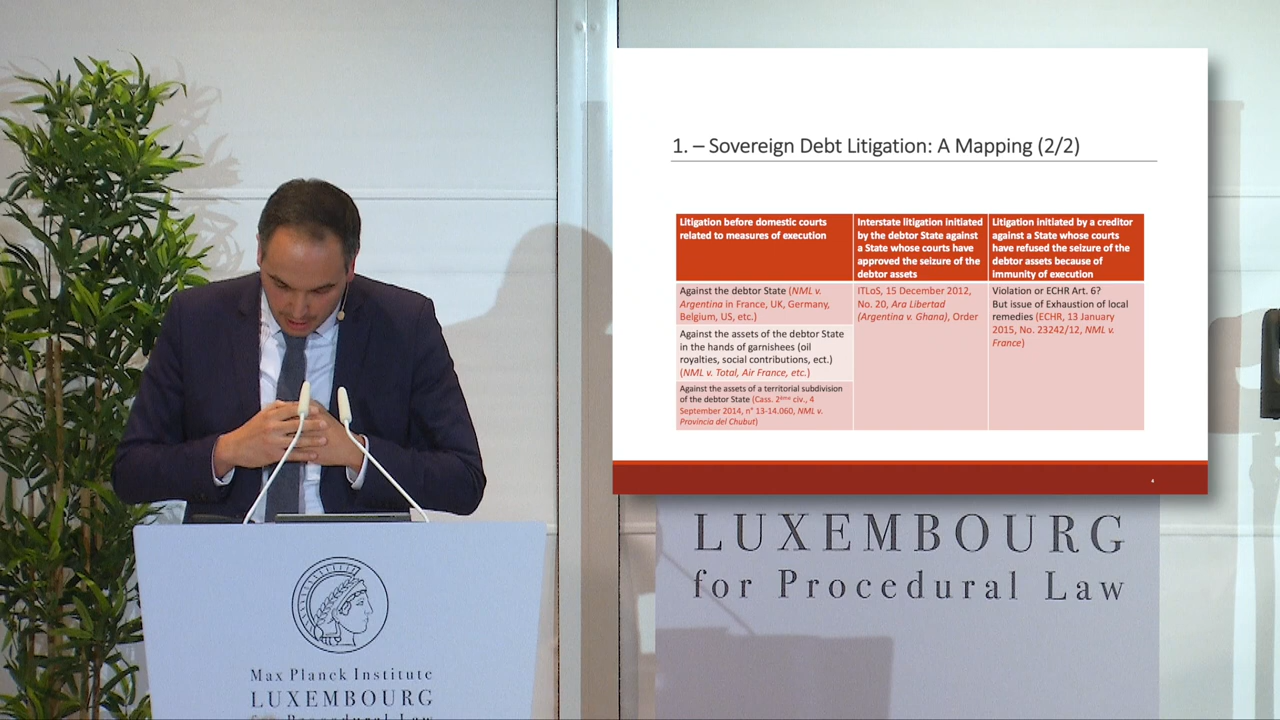 1. – Sovereign Debt Litigation: A Mapping (2/2)
Litigation before domestic courts
related to measures of execution
Interstate litigation initiated
by the debtor State against
a State whose courts have
approved the seizure of the
debtor assets
Litigation initiated by a creditor
against a State whose courts
have refused the seizure of the
debtor assets because of
immunity of execution
Against the debtor State (NML v.
Argentina in France, UK, Germany,
Belgium, US, etc.)
Against the assets of the debtor State
in the hands of garnishees (oil
royalties, social contributions, ect.)
(NML v. Total, Air France, etc.)
Against the assets of a territorial subdivision
of the debtor State (Cass. 2ème civ., 4
September 2014, n° 13-14.060, NML v.
Provincia del Chubut)
ITLoS, 15 December 2012,
No. 20, Ara Libertad
(Argentina v. Ghana), Order
Violation or ECHR Art. 6?
But issue of Exhaustion of local
remedies (ECHR, 13 January
2015, No. 23242/12, NML v.
France)
4
LUXEMBOURG
for Procedural Law
Max Planck Institute
LUXEMBOURG
for Procedural Law